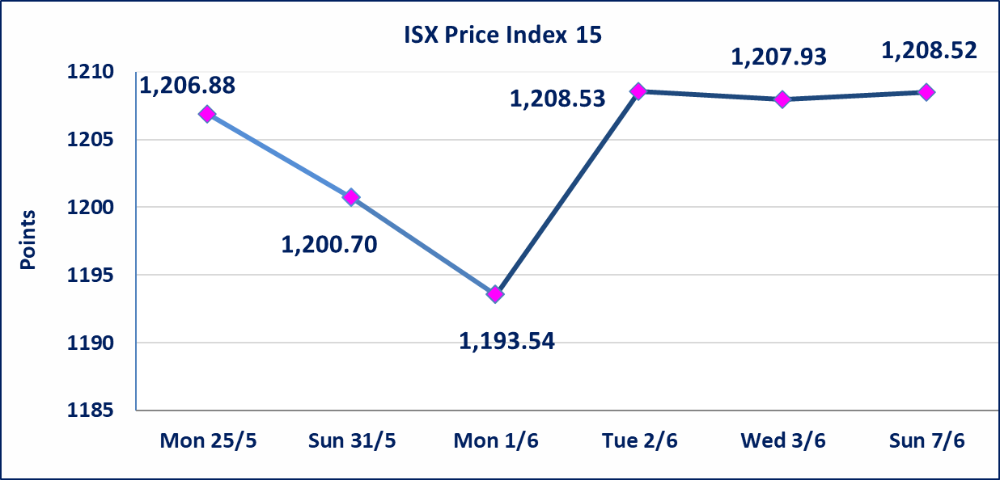 ISX Price Index 15
Points
1210
1205
1200
1195
1190
1185
1,206.88
1,200.70
1,193.54
1,208.53
1,207.93
1,208.52
Mon 25/5
Sun 31/5
Mon 1/6
Tue 2/6
Wed 3/6
Sun 7/6